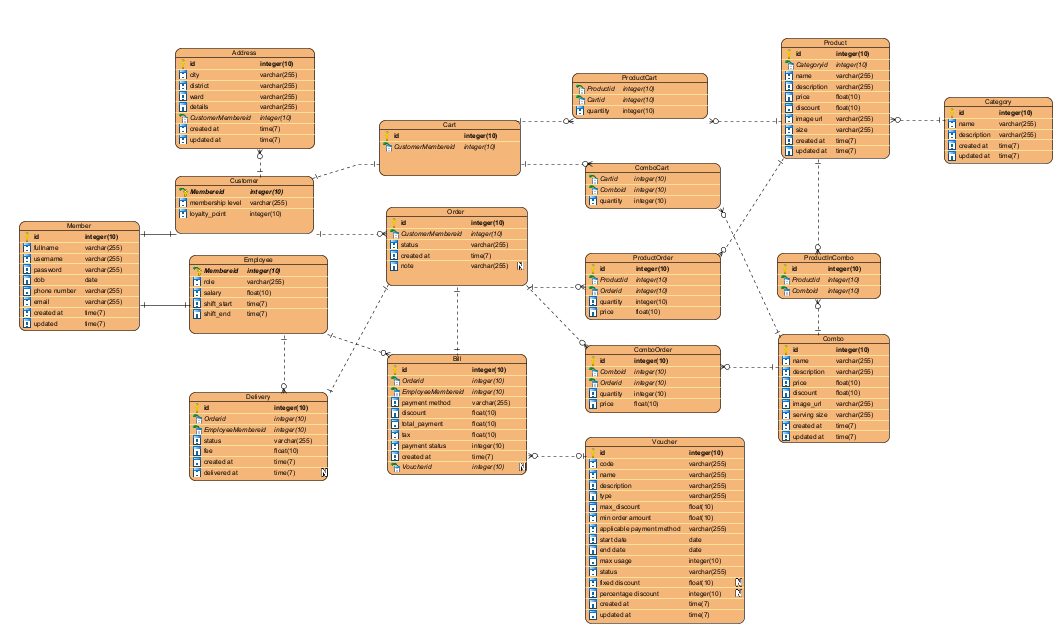 Address
id integer(10)
city varchar(255)
district varchar(255)
ward varchar(255)
details varchar(255)
CustomerMembereid integer(10)
created at time(7)
updated at time(7)
Customer
Membereid integer(10)
membership level varchar(255)
loyalty_point integer(10)
Member
id integer(10)
fullname varchar(255)
username varchar(255)
password varchar(255)
dob date
phone number varchar(255)
email varchar(255)
created at time(7)
updated time(7)
Employee
Membereid integer(10)
role varchar(255)
salary float(10)
shift_start time(7)
shift_end time(7)
Delivery
id integer(10)
Orderid integer(10)
EmployeeMembereid integer(10)
status varchar(255)
fee float(10)
created at time(7)
delivered at time(7) N
Cart
id integer(10)
CustomerMembereid integer(10)
Order
id integer(10)
CustomerMembereid integer(10)
status varchar(255)
created at time(7)
note varchar(255) N
Bill
id integer(10)
Orderid integer(10)
EmployeeMembereid integer(10)
payment method varchar(255)
discount float(10)
total_payment float(10)
tax float(10)
payment status integer(10)
created at time(7)
Voucherid integer(10) N
ProductCart
Productid integer(10)
Cartid integer(10)
quantity integer(10)
ComboCart
Cartid integer(10)
Comboid integer(10)
quantity integer(10)
ProductOrder
id integer(10)
Productid integer(10)
Orderid integer(10)
quantity integer(10)
price float(10)
ComboOrder
id integer(10)
Comboid integer(10)
Orderid integer(10)
quantity integer(10)
price float(10)
Voucher
id integer(10)
code varchar(255)
name varchar(255)
description varchar(255)
type varchar(255)
max_discount float(10)
min order amount float(10)
applicable payment method varchar(255)
start date date
end date date
max usage integer(10)
status varchar(255)
fixed discount float(10) N
percentage discount integer(10) N
created at time(7)
updated at time(7)
Product
id integer(10)
Categoryid integer(10)
name varchar(255)
description varchar(255)
price float(10)
discount float(10)
image url varchar(255)
size varchar(255)
created at time(7)
updated at time(7)
Category
id integer(10)
name varchar(255)
description varchar(255)
created at time(7)
updated at time(7)
ProductInCombo
Productid integer(10)
Comboid integer(10)
Combo
id integer(10)
name varchar(255)
description varchar(255)
price float(10)
discount float(10)
image_url varchar(255)
serving size varchar(255)
created at time(7)
updated at time(7)